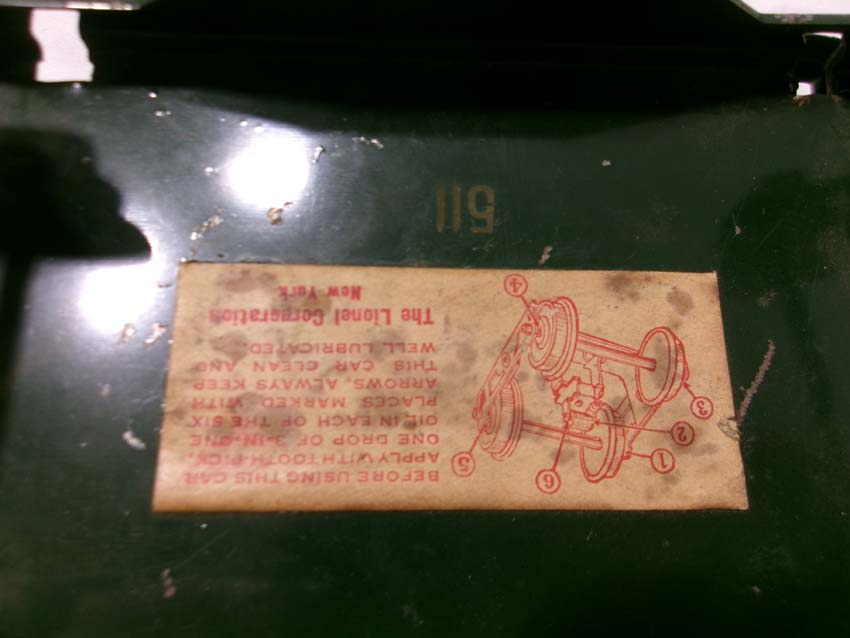 BEFORE USING THIS CAR,
APPLY WITH TOOTH-PICK,
ONE DROP OF 3-IN-ONE
OIL IN EACH OF THE SIX
PLACES MARKED WITH
ARROWS. ALWAYS KEEP
THIS CAR CLEAN AND
WELL LUBRICATED.
The Lionel Corporation
New York
1
2
3
4
5
6
511